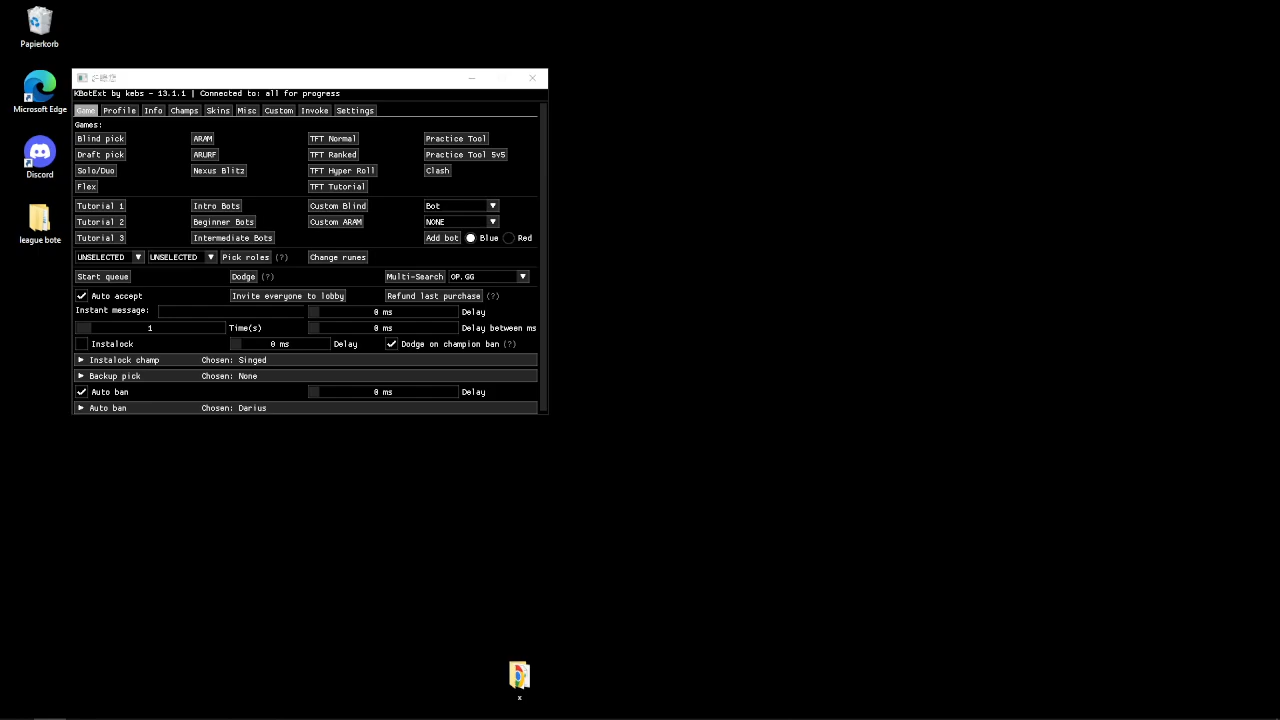 Papierkorb
Microsoft Edge
Discord
league bote
KBotExt by kebs - 13.1.1 | Connected to: all for progress
Game Profile Info Champs Skins Misc Custom Invoke Settings
Games:
Blind pick ARAM TFT Normal Practice Tool
Draft pick ARURF TFT Ranked Practice Tool 5v5
Solo/Duo Nexus Blitz TFT Hyper Roll Clash
Flex TFT Tutorial
Tutorial 1 Intro Bots Custom Blind Bot
Tutorial 2 Beginner Bots Custom ARAM NONE
Tutorial 3 Intermediate Bots Add bot Blue Red
UNSELECTED UNSELECTED Pick roles (?) Change runes
Start queue Dodge (?) Multi-Search OP.GG
Auto accept Invite everyone to lobby Refund last purchase (?)
Instant message: 0 ms Delay
1 Time(s) 0 ms Delay between ms
Instalock 0 ms Delay Dodge on champion ban (?)
Instalock champ Chosen: Singed
Backup pick Chosen: None
Auto ban 0 ms Delay
Auto ban Chosen: Darius
x